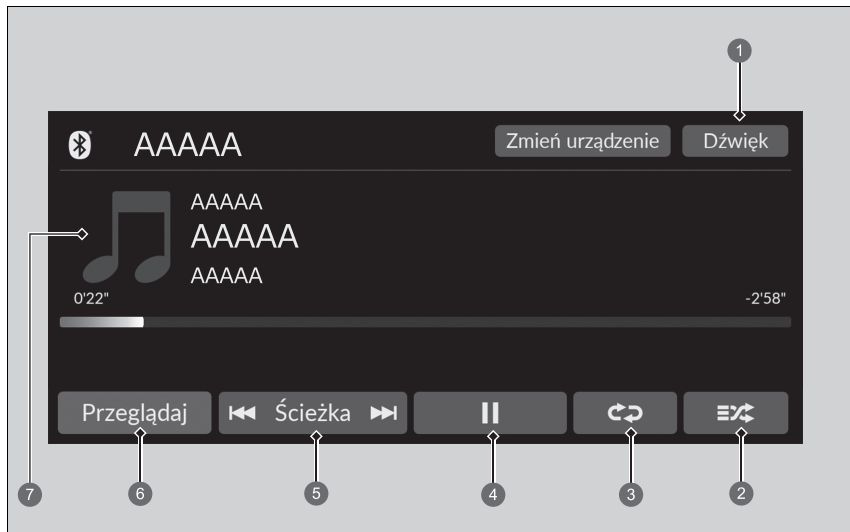 1
AAAAA Zmień urządzenie Dźwięk
AAAAA
AAAAA
AAAAA
0'22" -2'58"
Przeglądaj Ścieżka
7 6 5 4 3 2